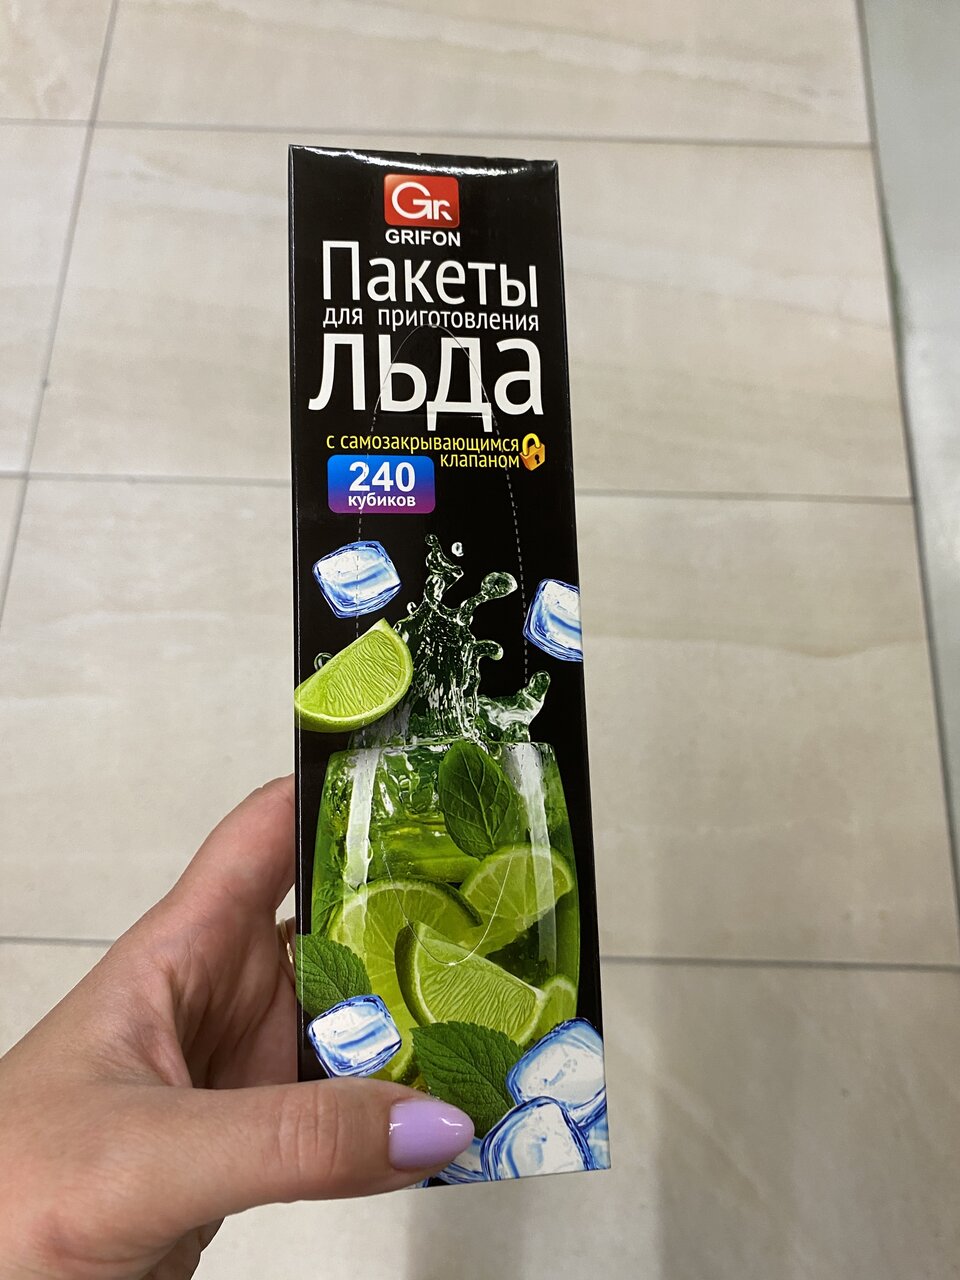 Gr
GRIFON
Пакеты
для приготовления
льда
с самозакрывающимся
клапаном
240
кубиков